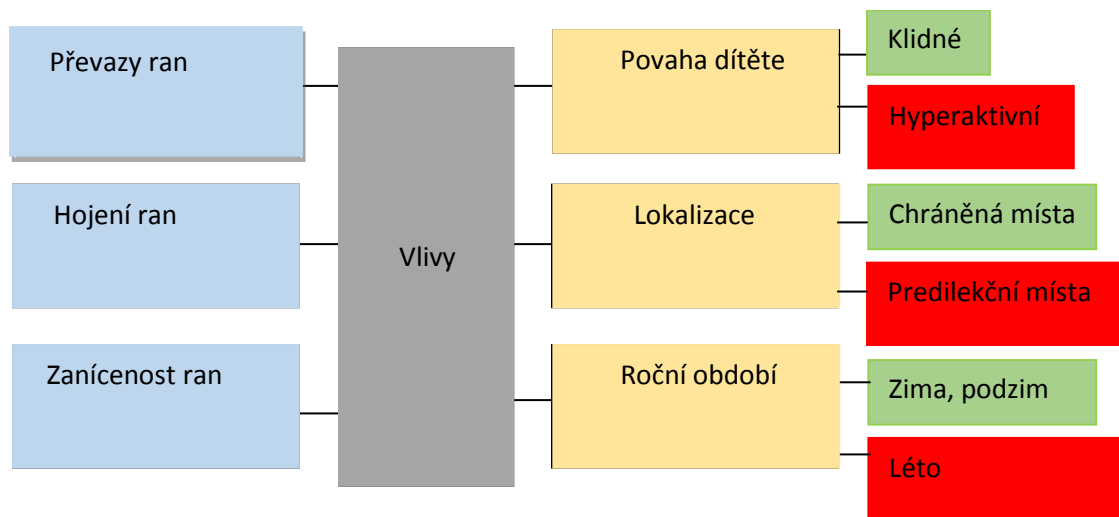 Převazy ran
Hojení ran
Zanícenost ran
Vlivy
Povaha dítěte
Klidné
Hyperaktivní
Lokalizace
Chráněná místa
Predilekční místa
Roční období
Zima, podzim
Léto